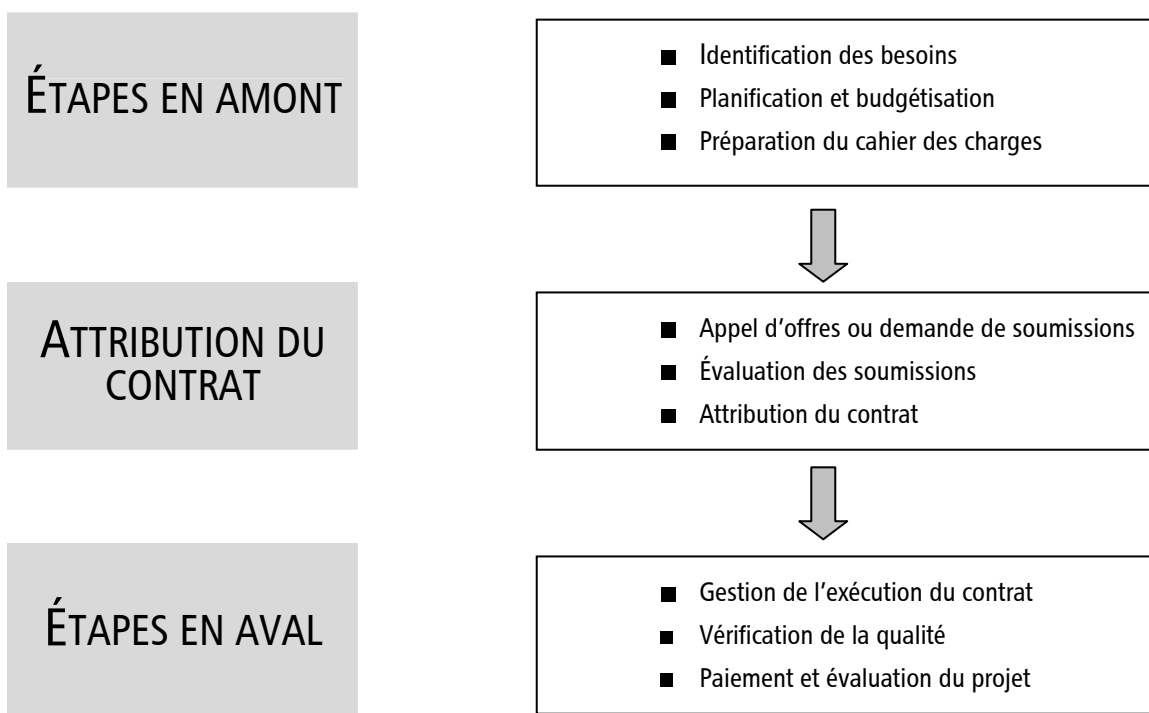 ÉTAPES EN AMONT
■ Identification des besoins
■ Planification et budgétisation
■ Préparation du cahier des charges
ATTRIBUTION DU
CONTRAT
■ Appel d’offres ou demande de soumissions
■ Évaluation des soumissions
■ Attribution du contrat
ÉTAPES EN AVAL
■ Gestion de l’exécution du contrat
■ Vérification de la qualité
■ Paiement et évaluation du projet